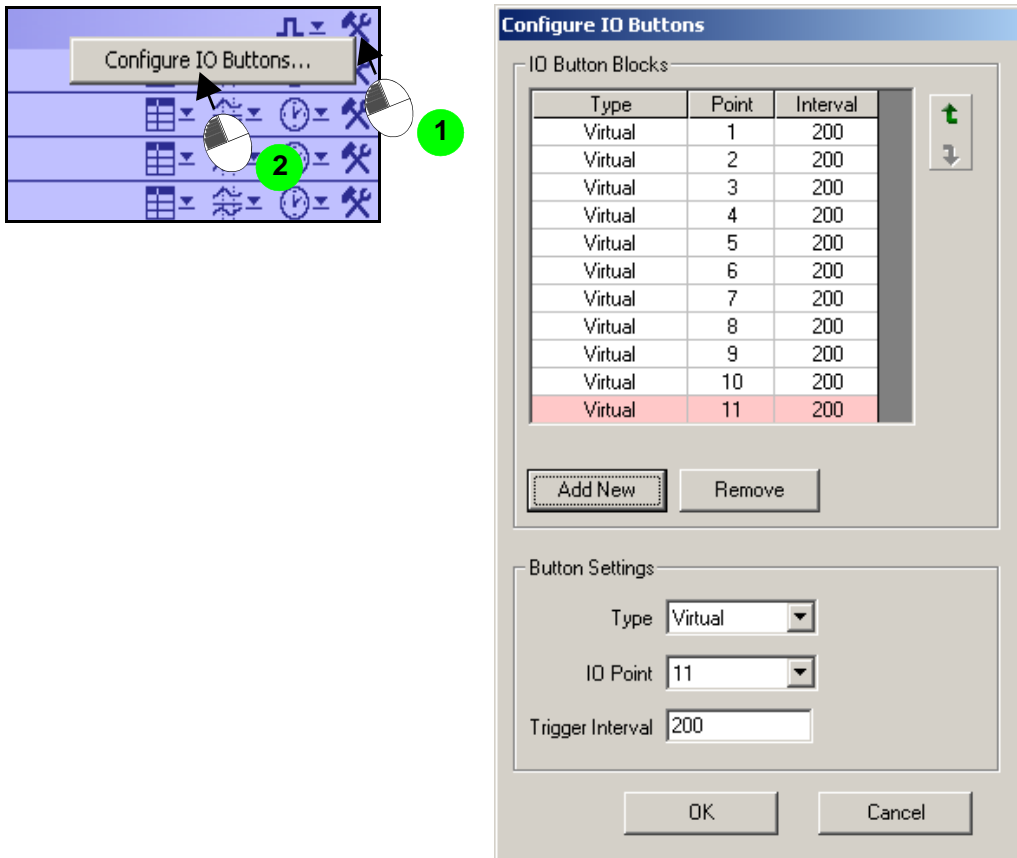 Configure IO Buttons...
1
2
Configure IO Buttons
IO Button Blocks
Type Point Interval
Virtual 1 200
Virtual 2 200
Virtual 3 200
Virtual 4 200
Virtual 5 200
Virtual 6 200
Virtual 7 200
Virtual 8 200
Virtual 9 200
Virtual 10 200
Virtual 11 200
Add New Remove
Button Settings
Type Virtual
IO Point 11
Trigger Interval 200
OK Cancel